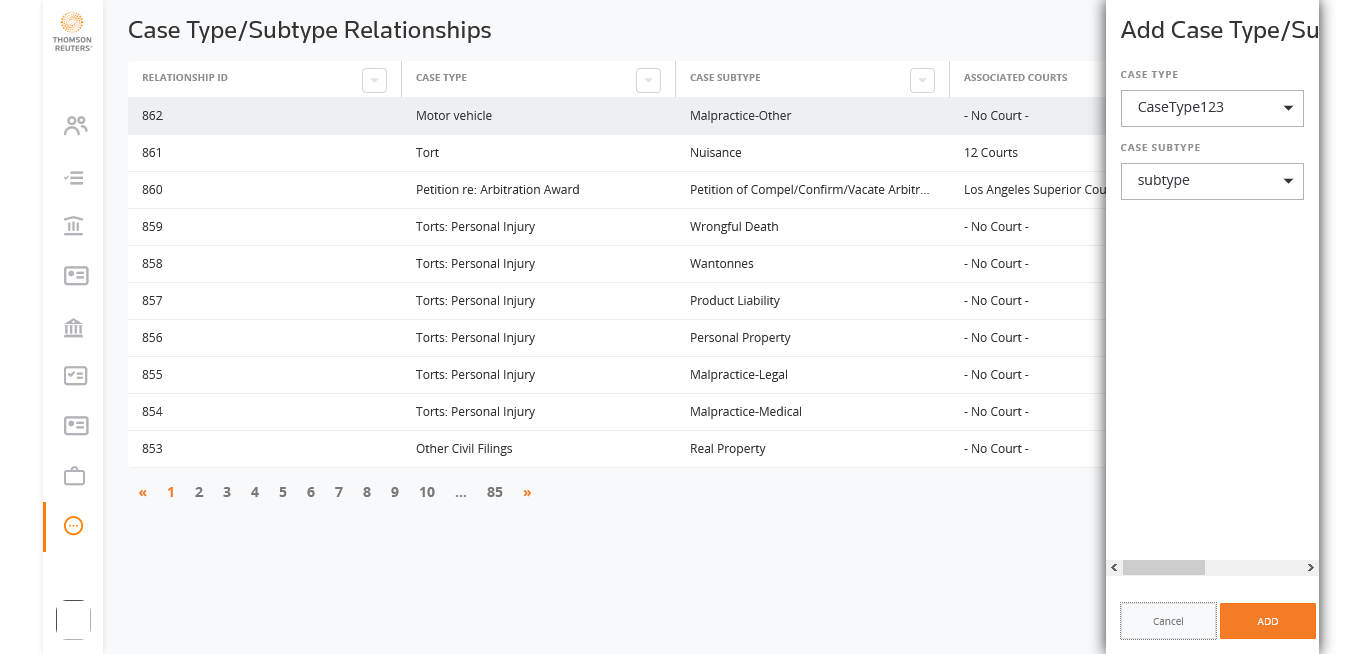 THOMSON
REUTERS
Case Type/Subtype Relationships
RELATIONSHIP ID CASE TYPE CASE SUBTYPE ASSOCIATED COURTS
862 Motor vehicle Malpractice-Other - No Court -
861 Tort Nuisance 12 Courts
860 Petition re: Arbitration Award Petition of Compel/Confirm/Vacate Arbitr... Los Angeles Superior Cou
859 Torts: Personal Injury Wrongful Death - No Court -
858 Torts: Personal Injury Wantonnes - No Court -
857 Torts: Personal Injury Product Liability - No Court -
856 Torts: Personal Injury Personal Property - No Court -
855 Torts: Personal Injury Malpractice-Legal - No Court -
854 Torts: Personal Injury Malpractice-Medical - No Court -
853 Other Civil Filings Real Property - No Court -
« 1 2 3 4 5 6 7 8 9 10 ... 85 »
Add Case Type/Su
CASE TYPE
CaseType123
CASE SUBTYPE
subtype
Cancel ADD